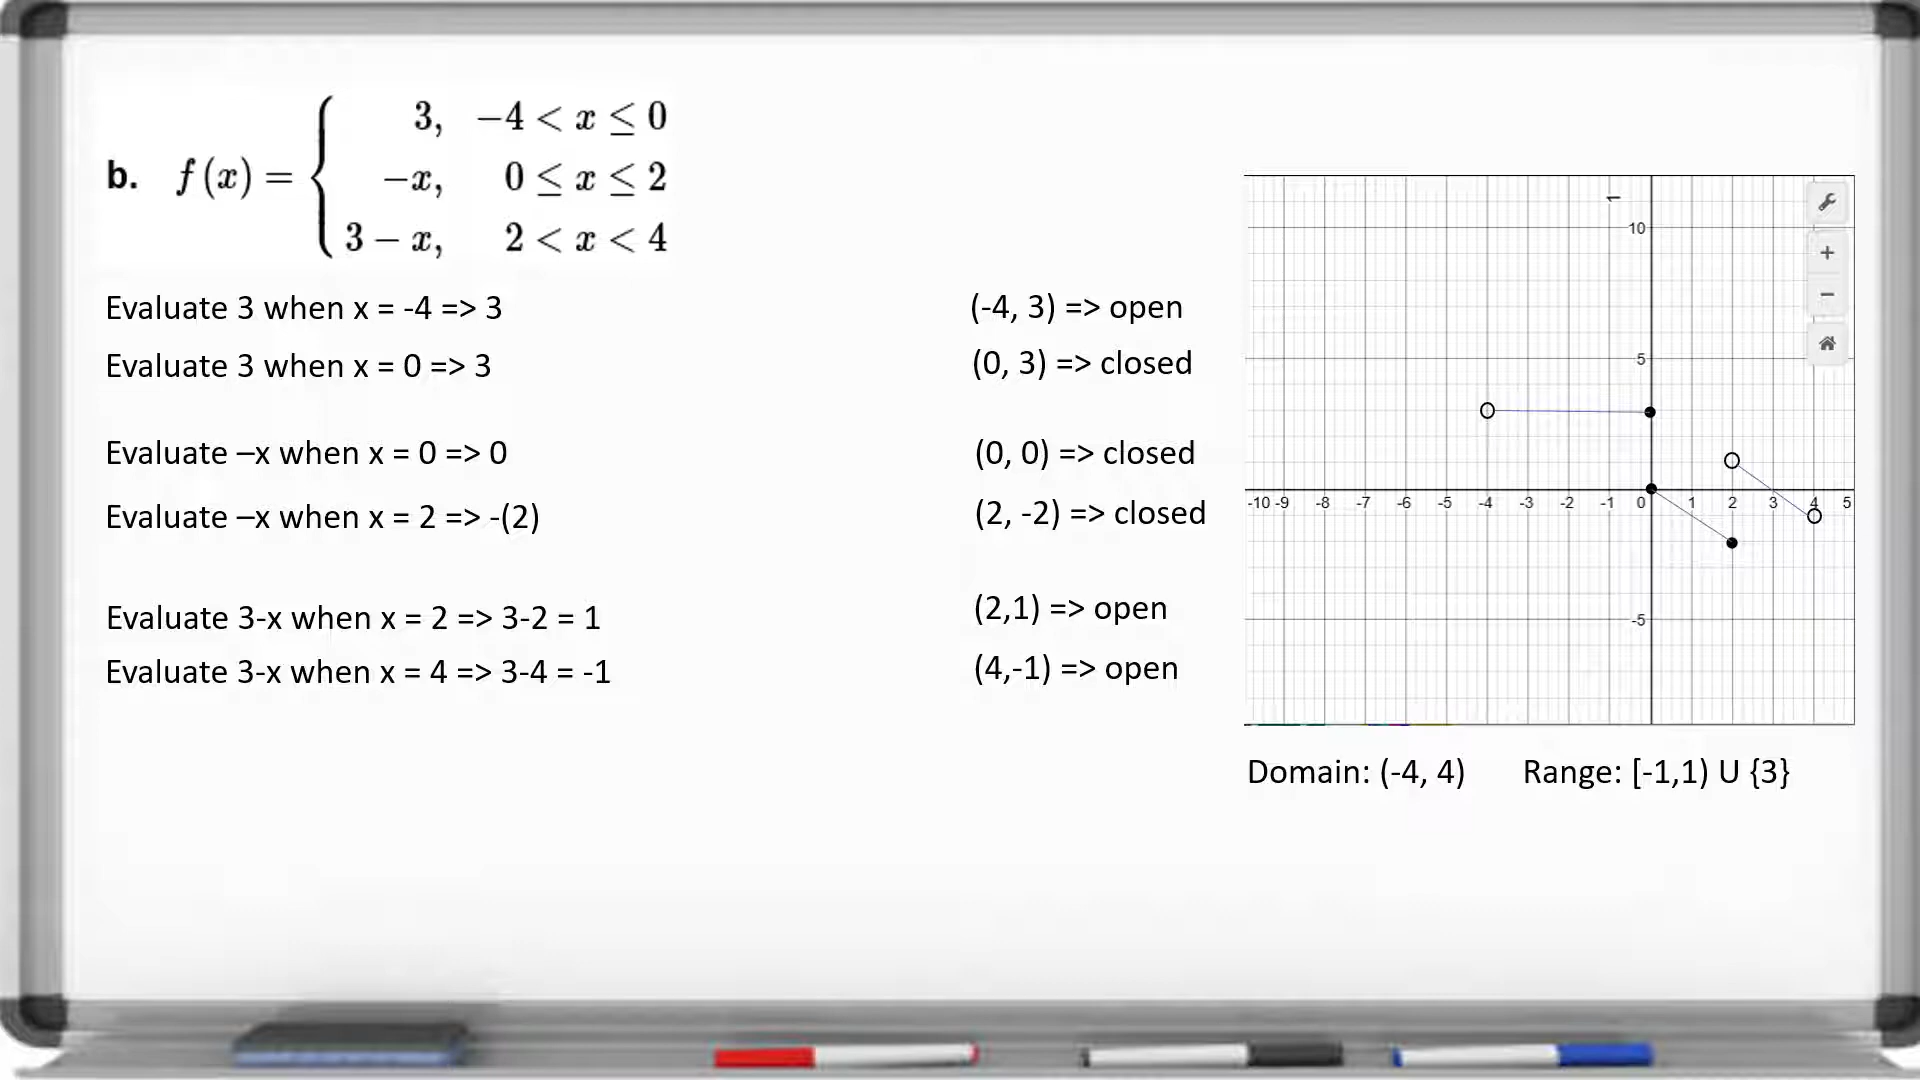 b. f(x) = { 3, −4 < x ≤ 0
−x, 0 ≤ x ≤ 2
3 − x, 2 < x < 4
Evaluate 3 when x = -4 => 3
(-4, 3) => open
Evaluate 3 when x = 0 => 3
(0, 3) => closed
Evaluate –x when x = 0 => 0
(0, 0) => closed
Evaluate –x when x = 2 => -(2)
(2, -2) => closed
Evaluate 3-x when x = 2 => 3-2 = 1
(2,1) => open
Evaluate 3-x when x = 4 => 3-4 = -1
(4,-1) => open
1
10
+
−
5
-10 -9 -8 -7 -6 -5 -4 -3 -2 -1 0 1 2 3 4 5
-5
Domain: (-4, 4) Range: [-1,1) U {3}